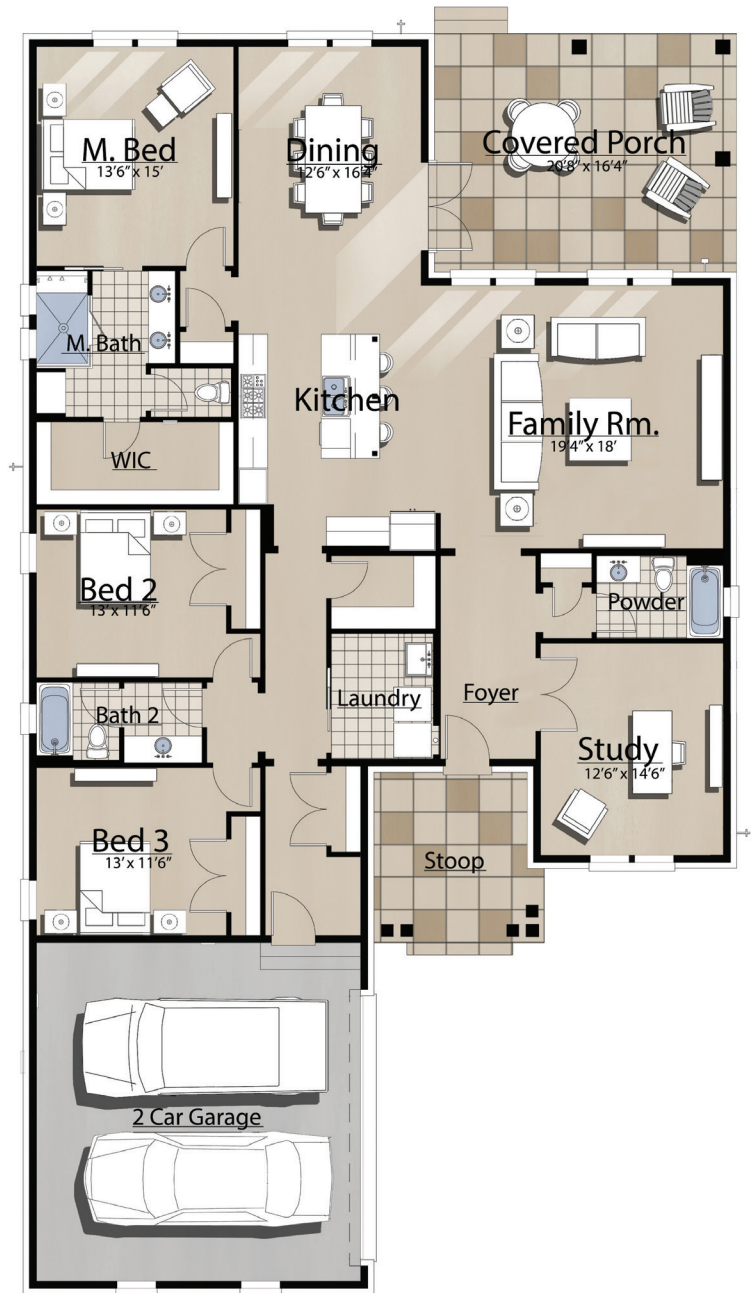 M. Bed
13'6" x 15'
Dining
12'6" x 16'4"
Covered Porch
20'8" x 16'4"
M. Bath
Kitchen
Family Rm.
19'4" x 18'
WIC
Bed 2
13' x 11'6"
Powder
Laundry
Foyer
Bath 2
Study
12'6" x 14'6"
Bed 3
13' x 11'6"
Stoop
2 Car Garage